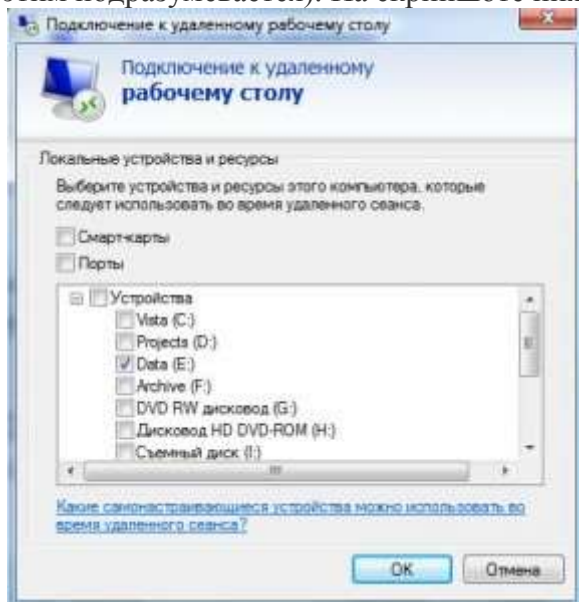 Подключение к удаленному рабочему столу
Подключение к удаленному
рабочему столу
Локальные устройства и ресурсы
Выберите устройства и ресурсы этого компьютера, которые
следует использовать во время удаленного сеанса.
Смарт-карты
Порты
Устройства
Vista (C:)
Projects (D:)
Data (E:)
Archive (F:)
DVD RW дисковод (G:)
Дисковод HD DVD-ROM (H:)
Съемный диск (I:)
Какие самонастраивающиеся устройства можно использовать во
время удаленного сеанса?
OK
Отмена